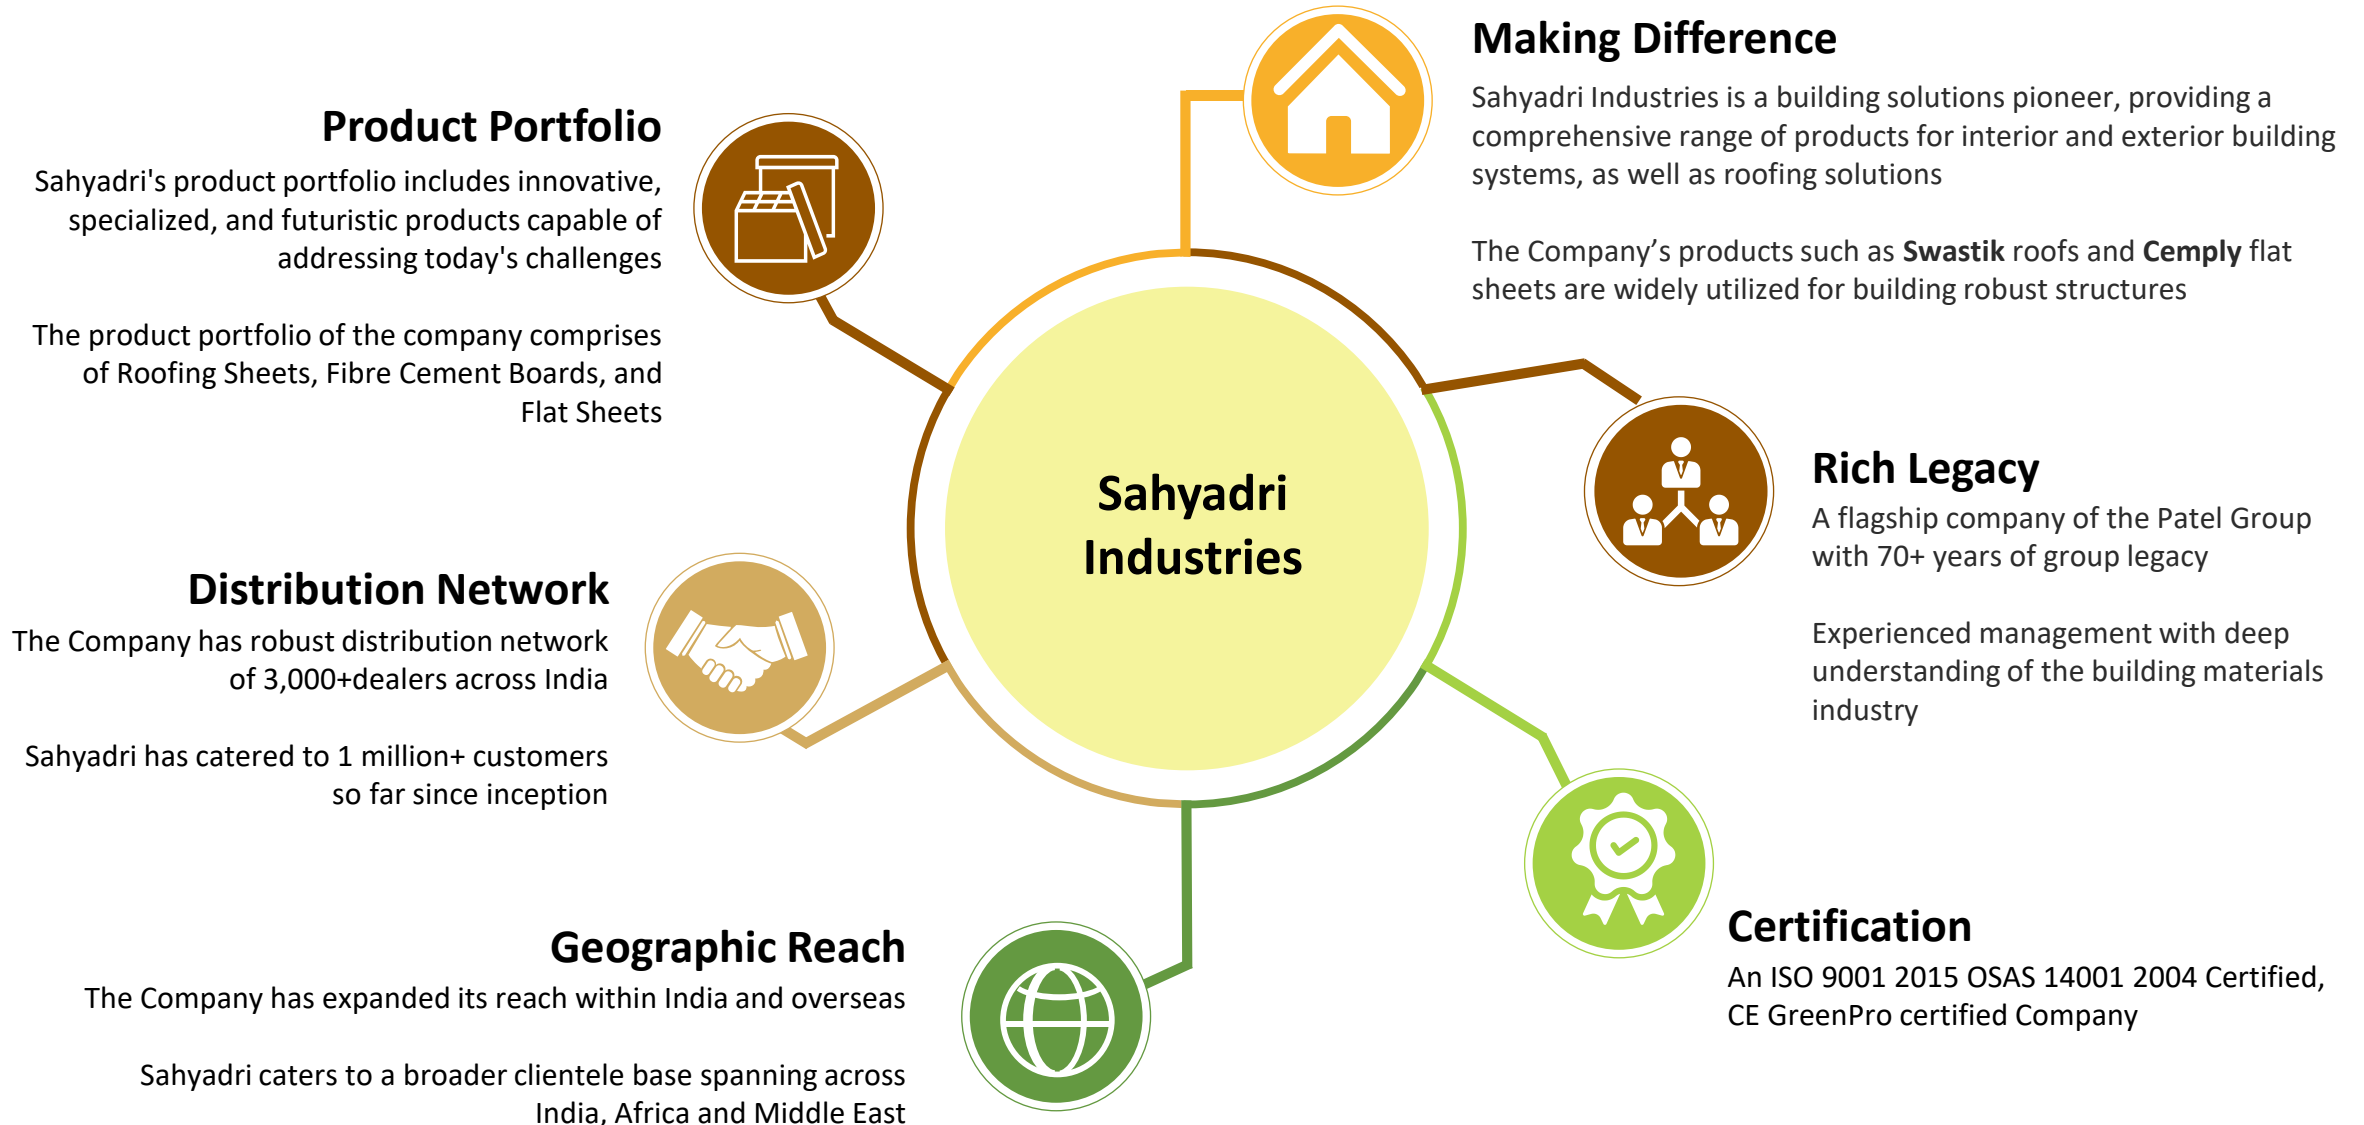 Making Difference
Sahyadri Industries is a building solutions pioneer, providing a
comprehensive range of products for interior and exterior building
systems, as well as roofing solutions
The Company’s products such as Swastik roofs and Cemply flat
sheets are widely utilized for building robust structures
Product Portfolio
Sahyadri's product portfolio includes innovative,
specialized, and futuristic products capable of
addressing today's challenges
The product portfolio of the company comprises
of Roofing Sheets, Fibre Cement Boards, and
Flat Sheets
Sahyadri
Industries
Rich Legacy
A flagship company of the Patel Group
with 70+ years of group legacy
Experienced management with deep
understanding of the building materials
industry
Distribution Network
The Company has robust distribution network
of 3,000+dealers across India
Sahyadri has catered to 1 million+ customers
so far since inception
Certification
An ISO 9001 2015 OSAS 14001 2004 Certified,
CE GreenPro certified Company
Geographic Reach
The Company has expanded its reach within India and overseas
Sahyadri caters to a broader clientele base spanning across
India, Africa and Middle East